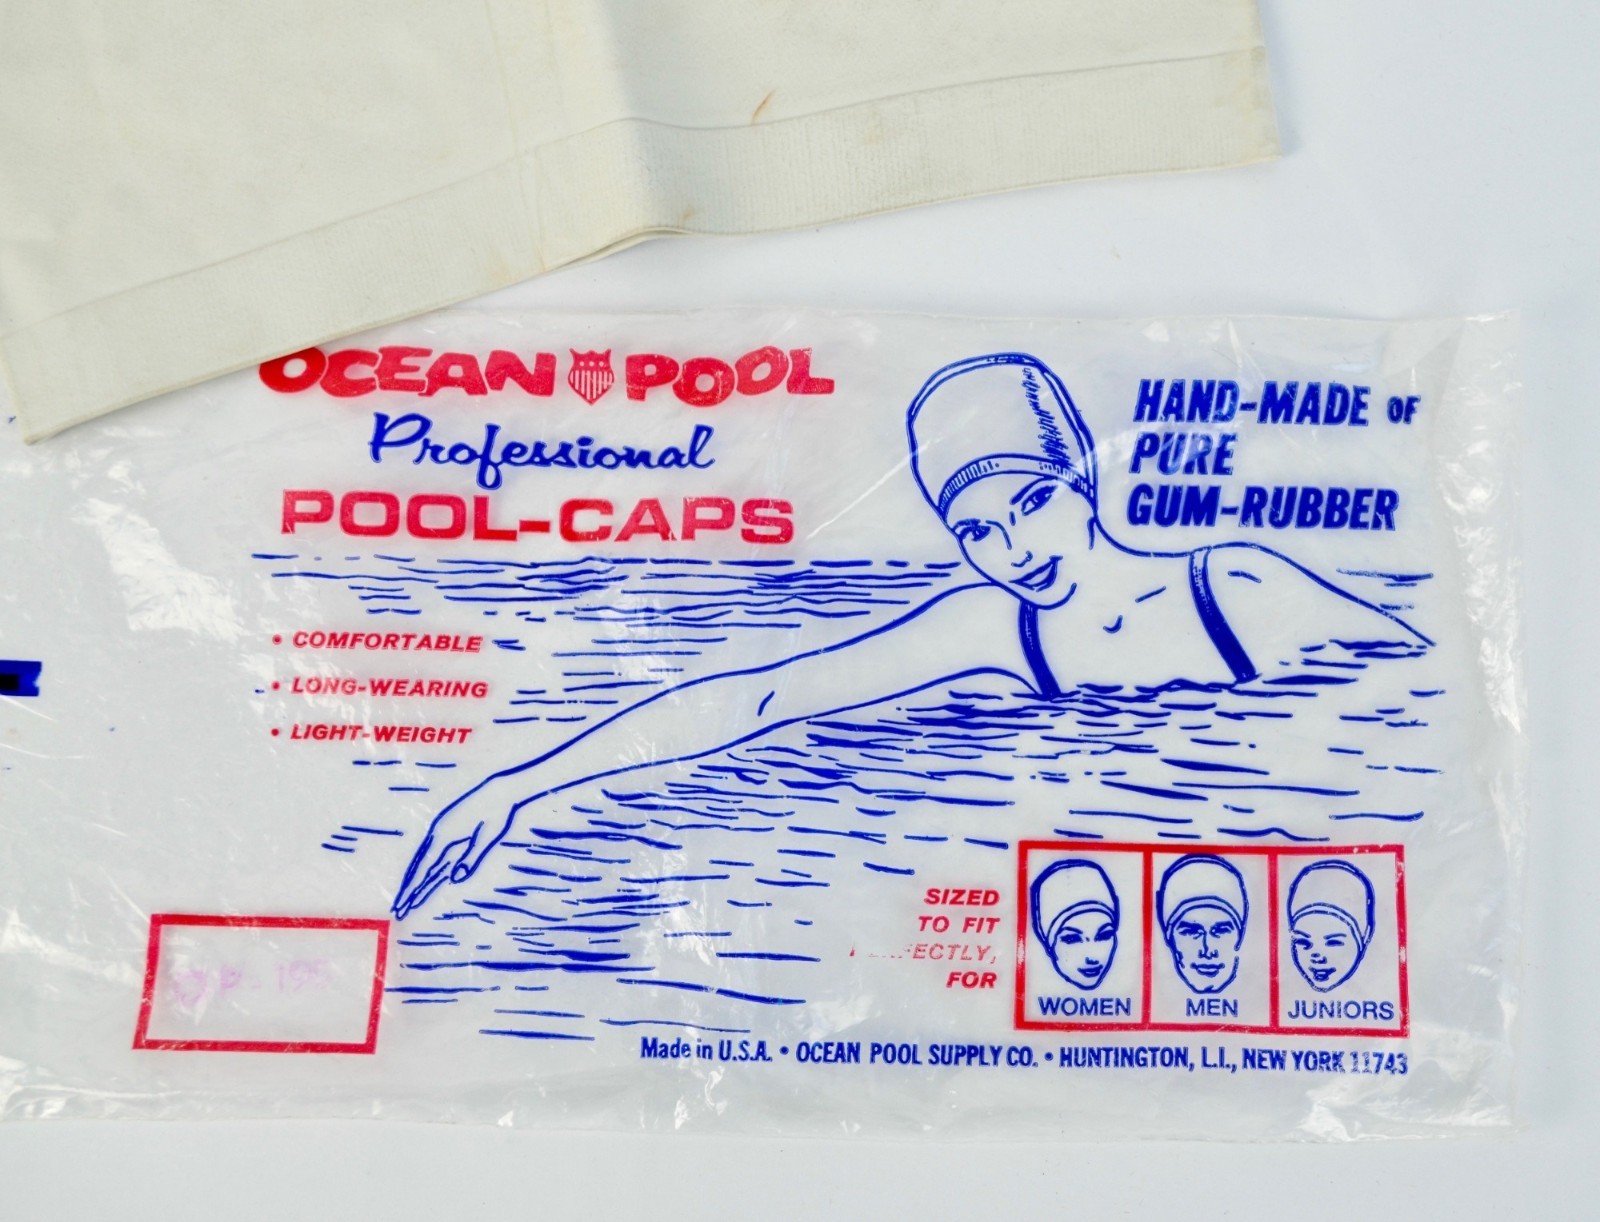 OCEAN POOL
Professional
POOL-CAPS
HAND-MADE OF
PURE
GUM-RUBBER
• COMFORTABLE
• LONG-WEARING
• LIGHT-WEIGHT
SIZED
TO FIT
FOR
WOMEN MEN JUNIORS
Made in U.S.A. • OCEAN POOL SUPPLY CO. • HUNTINGTON, L.I., NEW YORK 11743